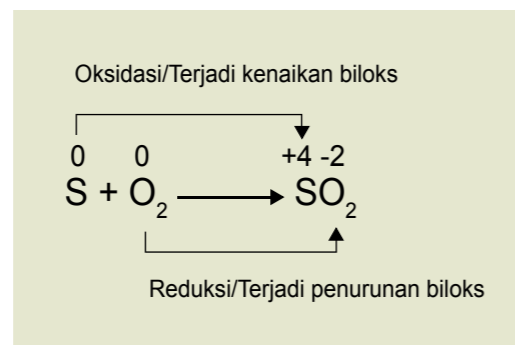 Oksidasi/Terjadi kenaikan biloks
0 0 +4 -2
S + O₂ → SO₂
Reduksi/Terjadi penurunan biloks